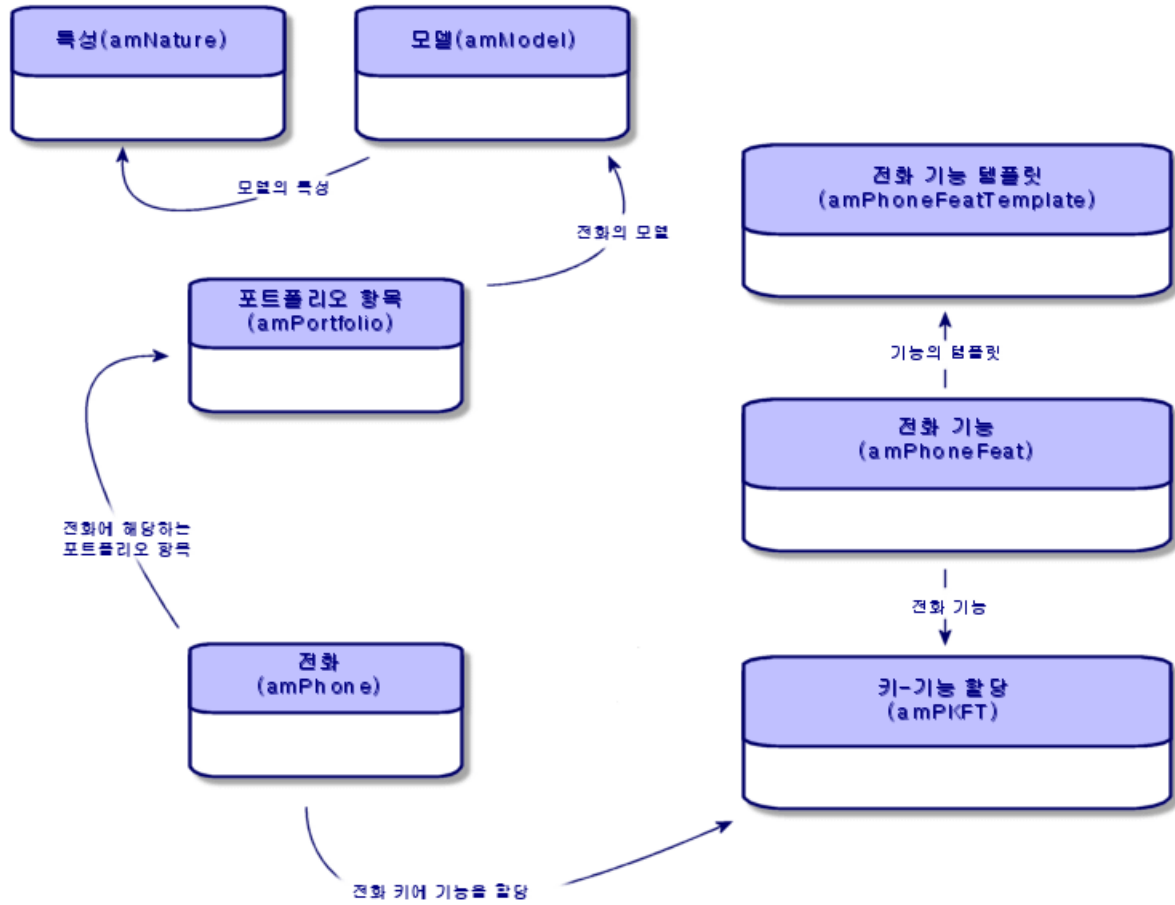 특성(amNature)
모델(amModel)
모델의 특성
전화의 모델
전화 기능 템플릿
(amPhoneFeatTemplate)
포트폴리오 항목
(amPortfolio)
기능의 템플릿
전화 기능
(amPhoneFeat)
전화에 해당하는
포트폴리오 항목
전화 기능
전화
(amPhone)
키-기능 할당
(amPKFT)
전화 키에 기능을 할당